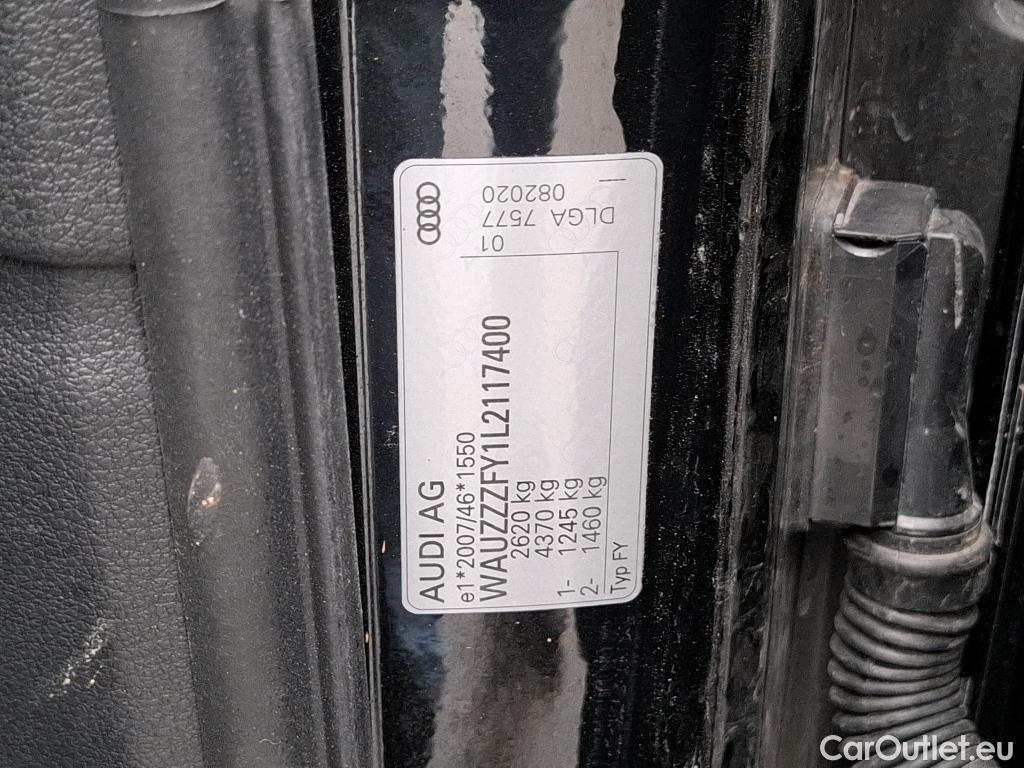 AUDI AG
e1*2007/46*1550
WAUZZZFY1L2117400
2620 kg
4370 kg
1- 1245 kg
2- 1460 kg
Typ FY
01
DLGA 7577
082020
CarOutlet.eu